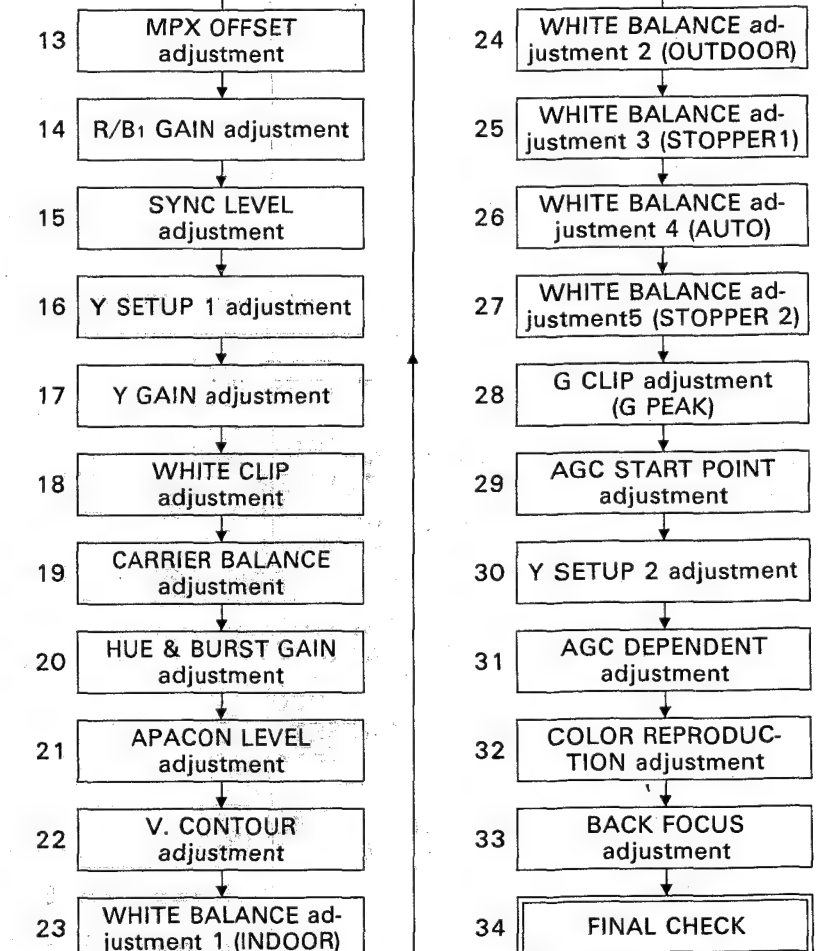 13
MPX OFFSET
adjustment
14
R/B1 GAIN adjustment
15
SYNC LEVEL
adjustment
16
Y SETUP 1 adjustment
17
Y GAIN adjustment
18
WHITE CLIP
adjustment
19
CARRIER BALANCE
adjustment
20
HUE & BURST GAIN
adjustment
21
APACON LEVEL
adjustment
22
V. CONTOUR
adjustment
23
WHITE BALANCE ad-
justment 1 (INDOOR)
24
WHITE BALANCE ad-
justment 2 (OUTDOOR)
25
WHITE BALANCE ad-
justment 3 (STOPPER1)
26
WHITE BALANCE ad-
justment 4 (AUTO)
27
WHITE BALANCE ad-
justment5 (STOPPER 2)
28
G CLIP adjustment
(G PEAK)
29
AGC START POINT
adjustment
30
Y SETUP 2 adjustment
31
AGC DEPENDENT
adjustment
32
COLOR REPRODUC-
TION adjustment
33
BACK FOCUS
adjustment
34
FINAL CHECK